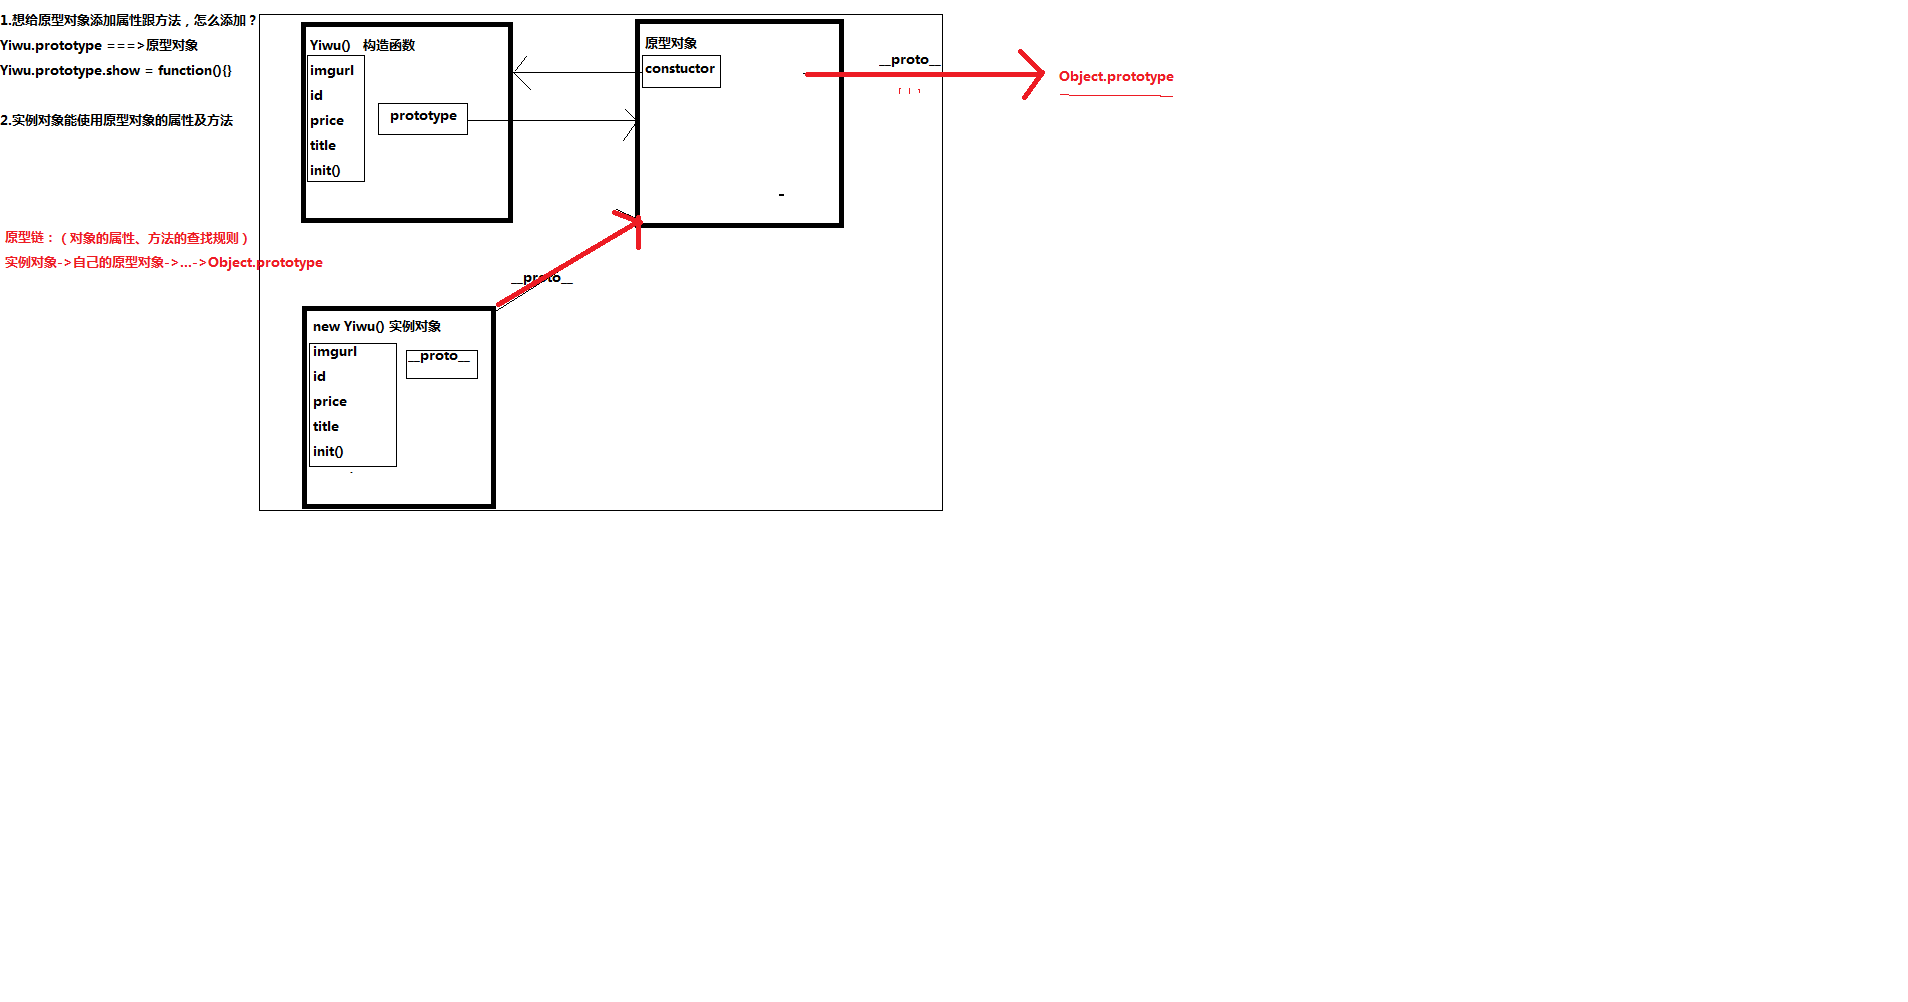 1.想给原型对象添加属性跟方法，怎么添加？
Yiwu.prototype ===>原型对象
Yiwu.prototype.show = function(){}
2.实例对象能使用原型对象的属性及方法
原型链：（对象的属性、方法的查找规则）
实例对象->自己的原型对象->...->Object.prototype
Yiwu() 构造函数
imgurl
id
price
title
init()
prototype
原型对象
constuctor
__proto__
Object.prototype
__proto__
new Yiwu() 实例对象
imgurl
id
price
title
init()
__proto__